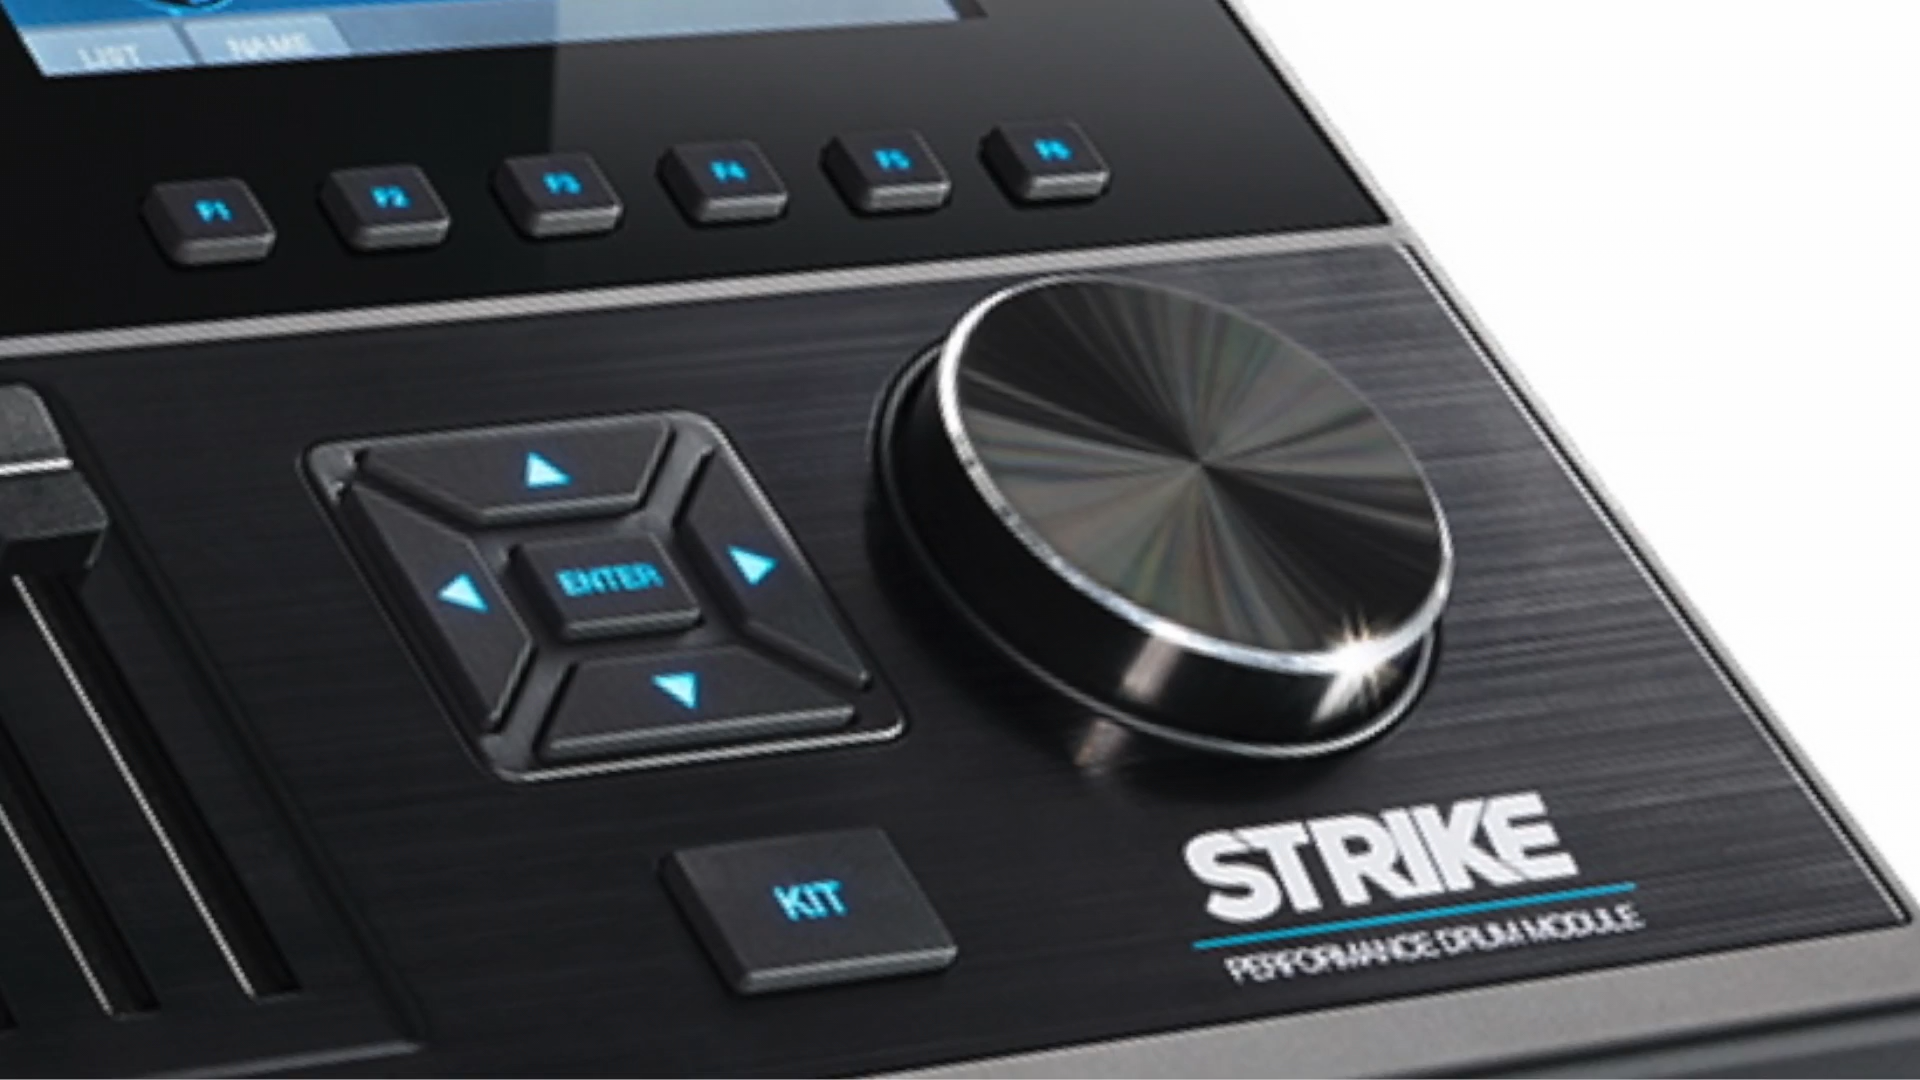 LIST NAME
F1 F2 F3 F4 F5 F6
ENTER
KIT
STRIKE
PERFORMANCE DRUM MODULE